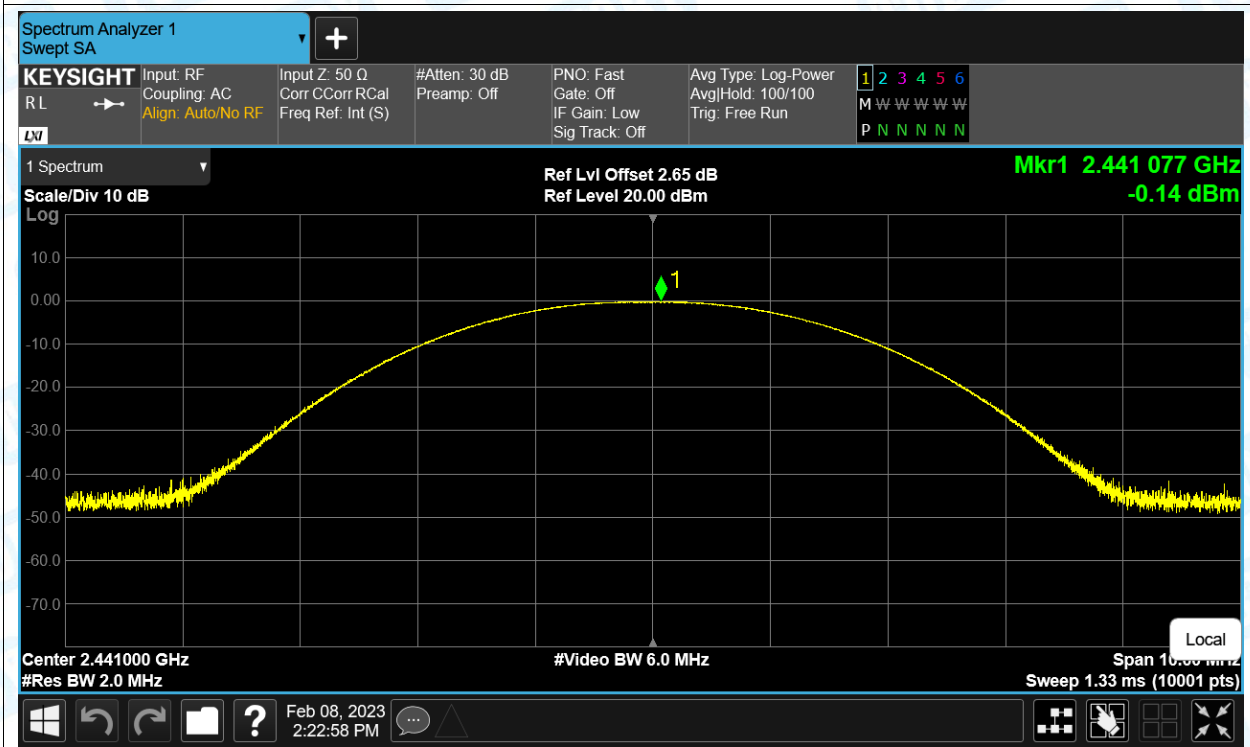 Spectrum Analyzer 1
Swept SA
+
KEYSIGHT
R L
LXI
Input: RF
Coupling: AC
Align: Auto/No RF
Input Z: 50 Ω
Corr CCorr RCal
Freq Ref: Int (S)
#Atten: 30 dB
Preamp: Off
PNO: Fast
Gate: Off
IF Gain: Low
Sig Track: Off
Avg Type: Log-Power
Avg|Hold: 100/100
Trig: Free Run
1 2 3 4 5 6
M W W W W W
P N N N N N
1 Spectrum
Scale/Div 10 dB
Ref Lvl Offset 2.65 dB
Ref Level 20.00 dBm
Mkr1 2.441 077 GHz
-0.14 dBm
Log
1
10.0
0.00
-10.0
-20.0
-30.0
-40.0
-50.0
-60.0
-70.0
Local
Center 2.441000 GHz
#Video BW 6.0 MHz
Span
#Res BW 2.0 MHz
Sweep 1.33 ms (10001 pts)
?
Feb 08, 2023
2:22:58 PM